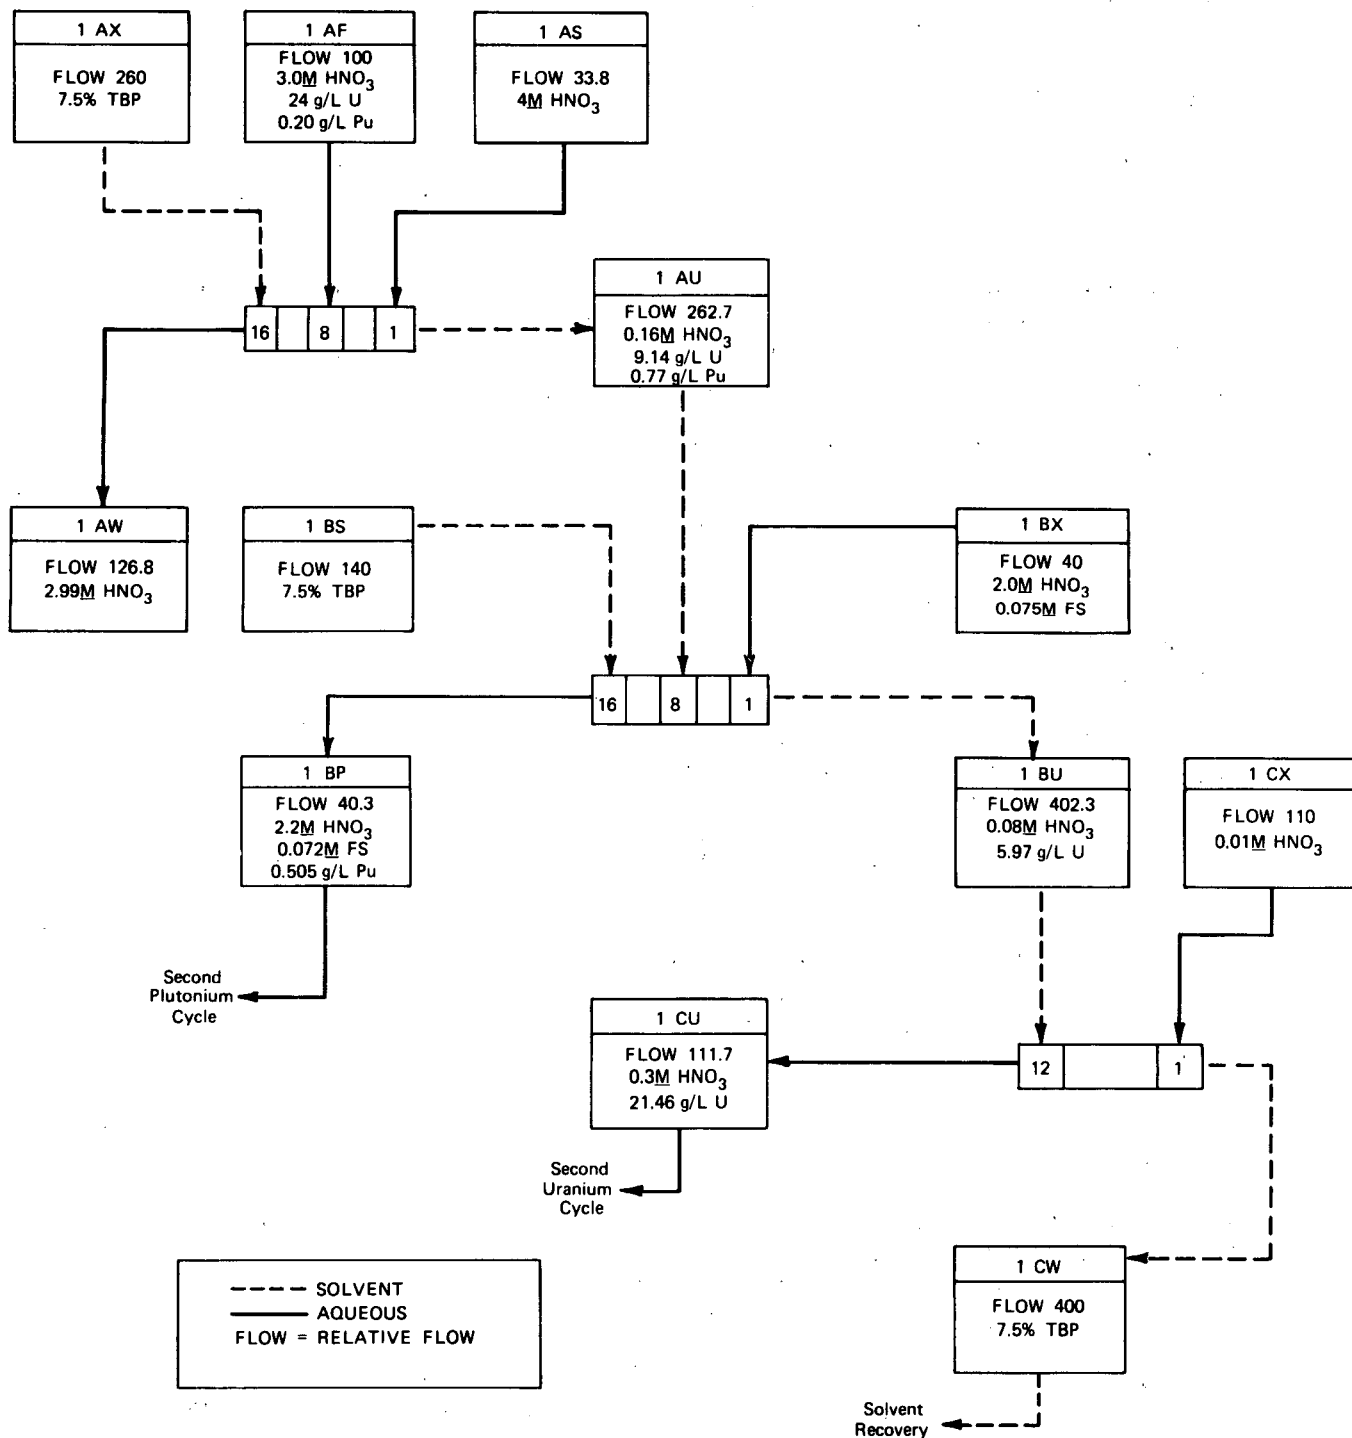 1 AX
FLOW 260
7.5% TBP
1 AF
FLOW 100
3.0M HNO3
24 g/L U
0.20 g/L Pu
1 AS
FLOW 33.8
4M HNO3
16 8 1
1 AU
FLOW 262.7
0.16M HNO3
9.14 g/L U
0.77 g/L Pu
1 AW
FLOW 126.8
2.99M HNO3
1 BS
FLOW 140
7.5% TBP
1 BX
FLOW 40
2.0M HNO3
0.075M FS
16 8 1
1 BP
FLOW 40.3
2.2M HNO3
0.072M FS
0.505 g/L Pu
1 BU
FLOW 402.3
0.08M HNO3
5.97 g/L U
1 CX
FLOW 110
0.01M HNO3
Second
Plutonium
Cycle
1 CU
FLOW 111.7
0.3M HNO3
21.46 g/L U
12 1
Second
Uranium
Cycle
1 CW
FLOW 400
7.5% TBP
SOLVENT
AQUEOUS
FLOW = RELATIVE FLOW
Solvent
Recovery